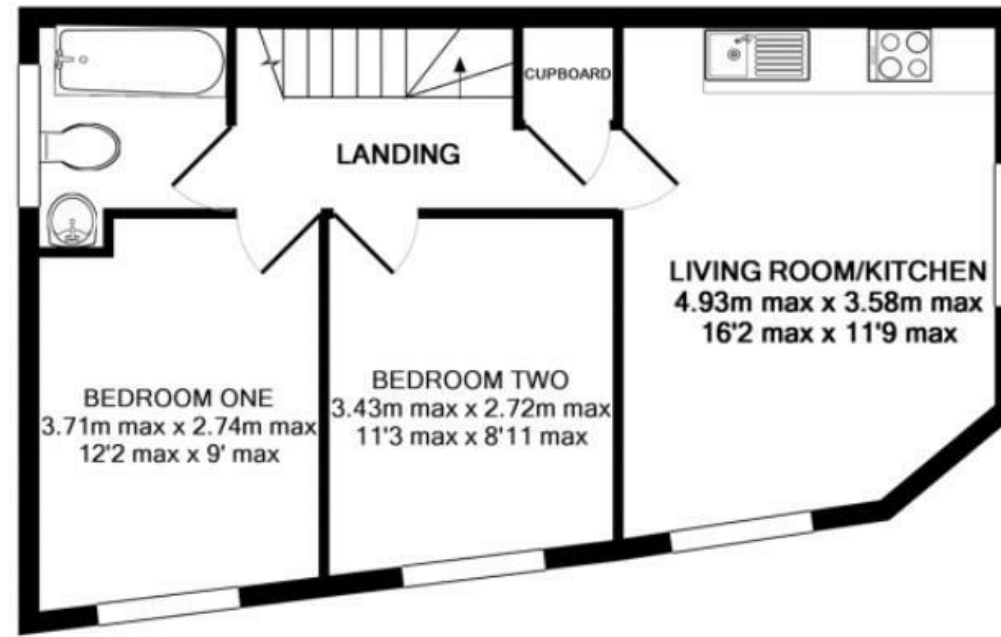 CUPBOARD
LANDING
LIVING ROOM/KITCHEN
4.93m max x 3.58m max
16'2 max x 11'9 max
BEDROOM ONE
3.71m max x 2.74m max
12'2 max x 9' max
BEDROOM TWO
3.43m max x 2.72m max
11'3 max x 8'11 max